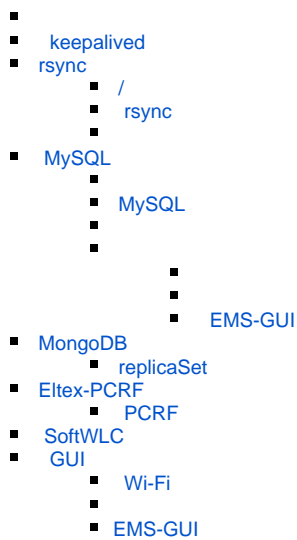 keepalived
rsync
/
rsync
MySQL
MySQL
EMS-GUI
MongoDB
replicaSet
Eltex-PCRF
PCRF
SoftWLC
GUI
Wi-Fi
EMS-GUI